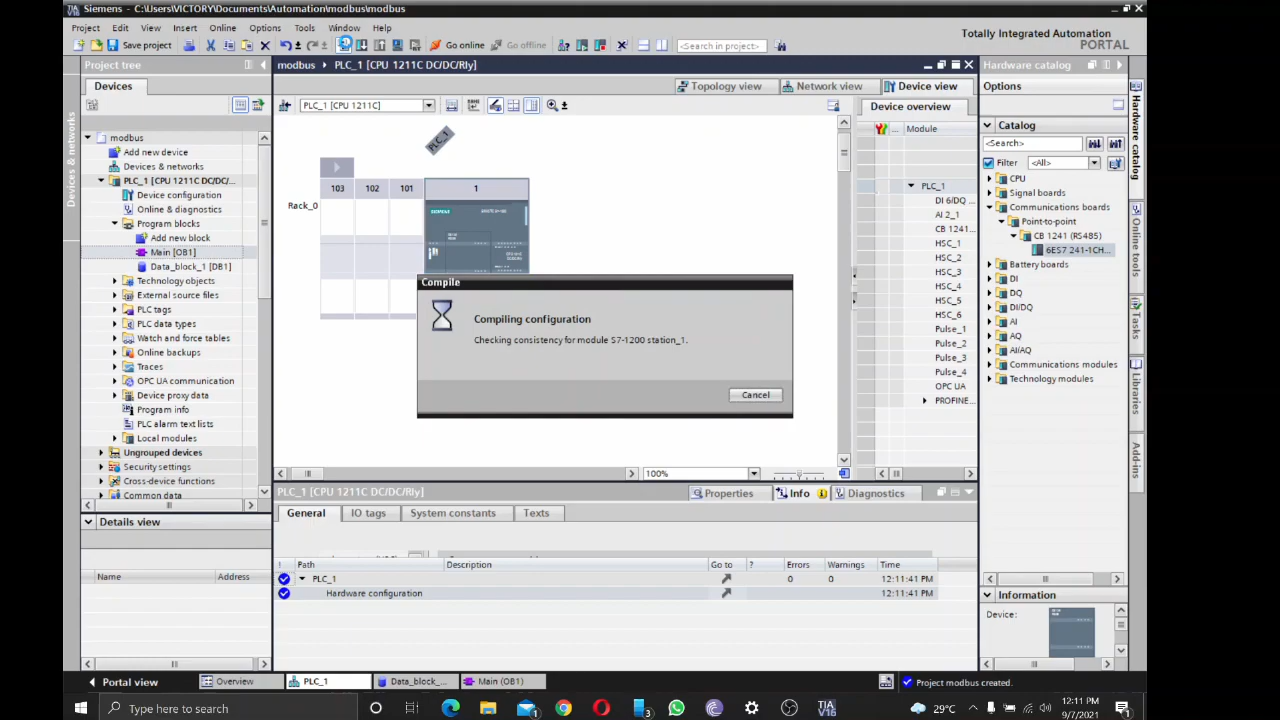 Siemens - C:\Users\VICTORY\Documents\Automation\modbus\modbus
Project Edit View Insert Online Options Tools Window Help
Totally Integrated Automation
PORTAL
Save project
Go online
Go offline
<Search in project>
Project tree
modbus PLC_1 [CPU 1211C DC/DC/Rly]
Hardware catalog
Devices
Topology view
Network view
Device view
Options
PLC_1 [CPU 1211C]
Device overview
Module
Devices & networks
modbus
Add new device
Devices & networks
PLC_1 [CPU 1211C DC/DC/...
Device configuration
Online & diagnostics
Program blocks
Add new block
Main [OB1]
Data_block_1 [DB1]
Technology objects
External source files
PLC tags
PLC data types
Watch and force tables
Online backups
Traces
OPC UA communication
Device proxy data
Program info
PLC alarm text lists
Local modules
Ungrouped devices
Security settings
Cross-device functions
Common data
PLC_1
103 102 101 1
Rack_0
SIEMENS
PLC_1
DI 6/DQ ...
AI 2_1
CB 1241 ...
HSC_1
HSC_2
HSC_3
HSC_4
HSC_5
HSC_6
Pulse_1
Pulse_2
Pulse_3
Pulse_4
OPC UA
PROFINE...
Catalog
<Search>
Filter
<All>
CPU
Signal boards
Communications boards
Point-to-point
CB 1241 (RS485)
6ES7 241-1CH...
Battery boards
DI
DQ
DI/DQ
AI
AQ
AI/AQ
Communications modules
Technology modules
Hardware catalog
Online tools
Tasks
Libraries
Add-ins
Compile
Compiling configuration
Checking consistency for module S7-1200 station_1.
Cancel
100%
PLC_1 [CPU 1211C DC/DC/Rly]
Properties
Info
Diagnostics
General
IO tags
System constants
Texts
! Path Description Go to ? Errors Warnings Time
PLC_1 0 0 12:11:41 PM
Hardware configuration 12:11:41 PM
Details view
Name Address
Information
Device:
Portal view
Overview
PLC_1
Data_block_...
Main (OB1)
Project modbus created.
Type here to search
29°C
12:11 PM
9/7/2021